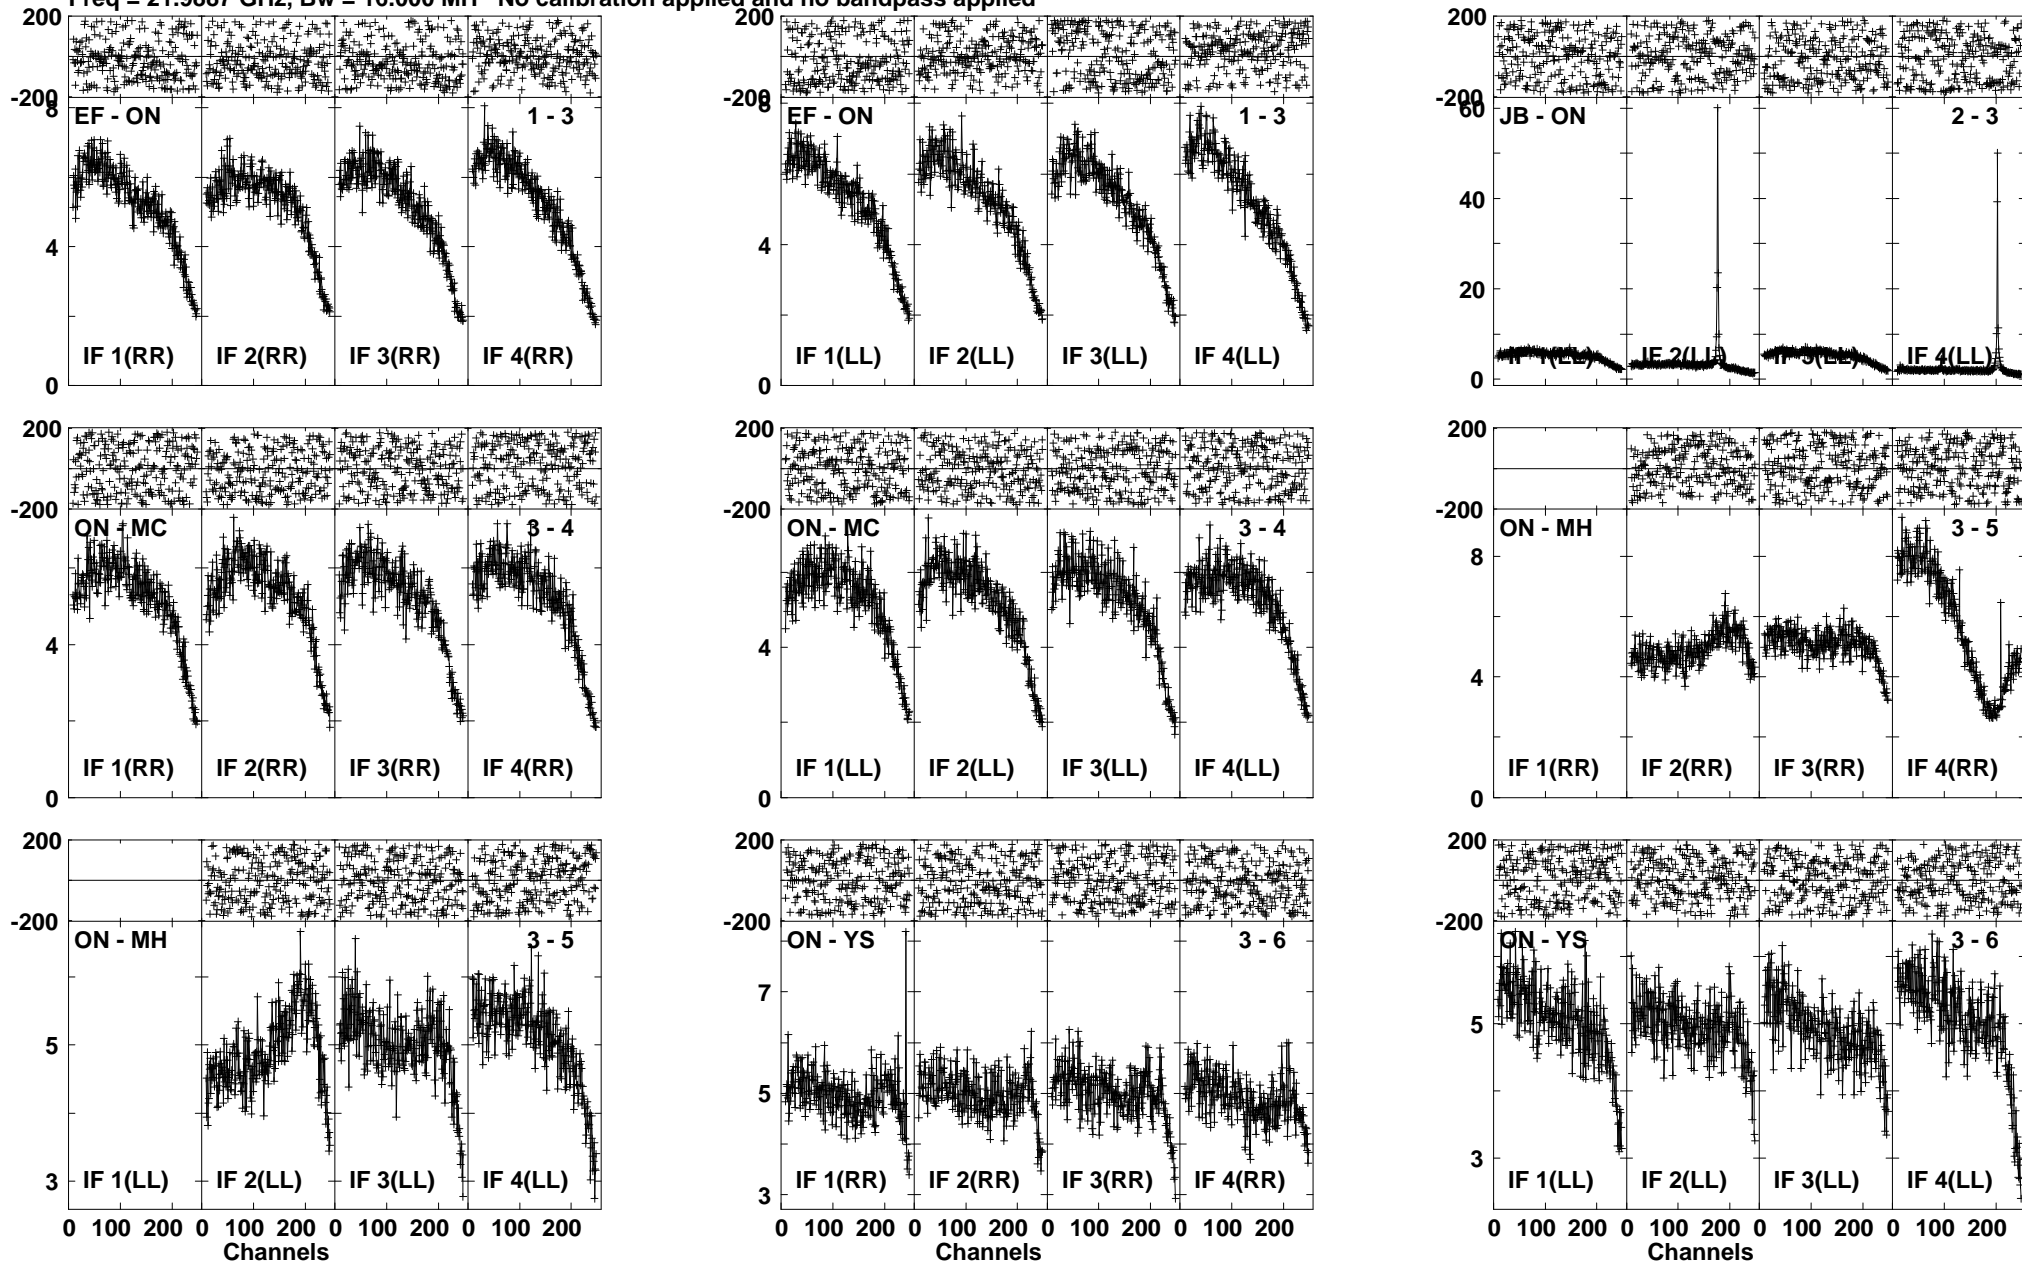 Freq = 21.9887 GHz, Bw = 16.000 MH No calibration applied and no bandpass applied
200 200 200
-200 -200 -200
8 8 60
EF - ON 1 - 3 EF - ON 1 - 3 JB - ON 2 - 3
40
4 4
20
IF 1(RR) IF 2(RR) IF 3(RR) IF 4(RR) IF 1(LL) IF 2(LL) IF 3(LL) IF 4(LL) IF 1(LL) IF 2(LL) IF 3(LL) IF 4(LL)
0 0 0
200 200 200
-200 -200 -200
ON - MC 3 - 4 ON - MC 3 - 4 ON - MH 3 - 5
8
4 4 4
IF 1(RR) IF 2(RR) IF 3(RR) IF 4(RR) IF 1(LL) IF 2(LL) IF 3(LL) IF 4(LL) IF 1(RR) IF 2(RR) IF 3(RR) IF 4(RR)
0 0 0
200 200 200
-200 -200 -200
ON - MH 3 - 5 ON - YS 3 - 6 ON - YS 3 - 6
7
5 5 5
3 3 3
IF 1(LL) IF 2(LL) IF 3(LL) IF 4(LL) IF 1(RR) IF 2(RR) IF 3(RR) IF 4(RR) IF 1(LL) IF 2(LL) IF 3(LL) IF 4(LL)
0 100 200 0 100 200 0 100 200 0 100 200 0 100 200 0 100 200 0 100 200 0 100 200 0 100 200 0 100 200 0 100 200 0 100 200
Channels Channels Channels